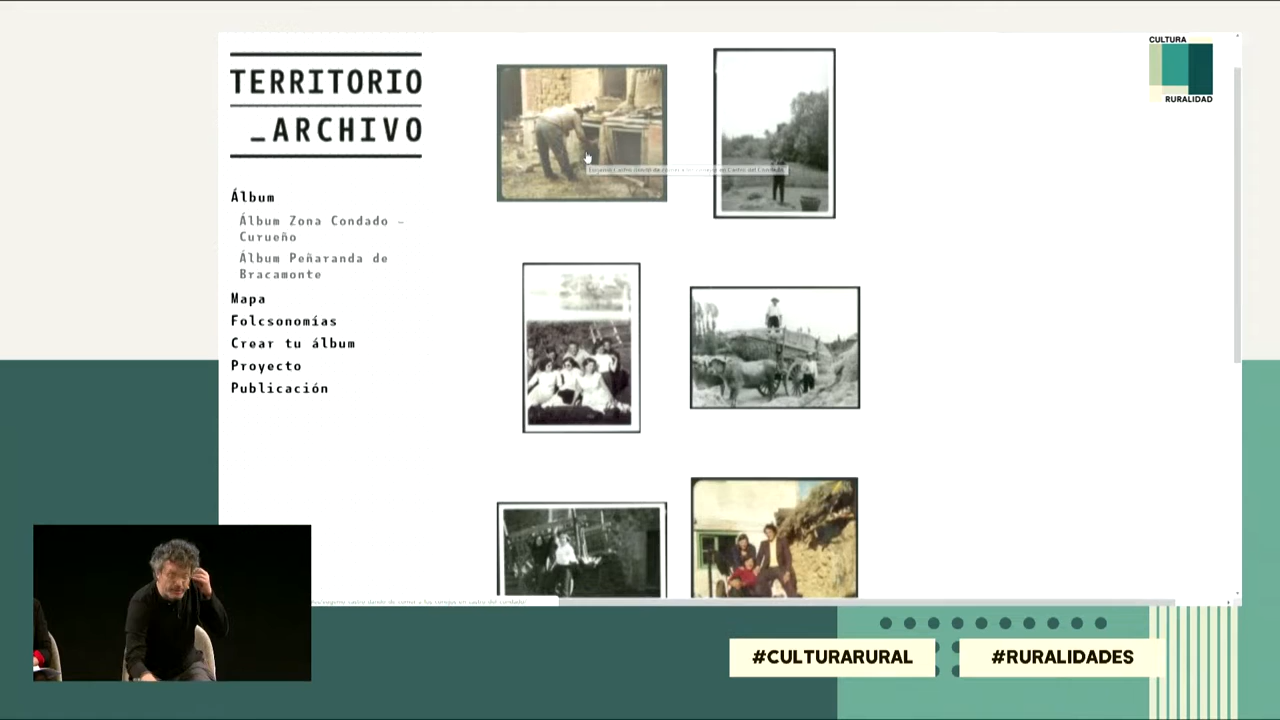 CULTURA
RURALIDAD
TERRITORIO
_ARCHIVO
Álbum
Álbum Zona Condado –
Curueño
Álbum Peñaranda de
Bracamonte
Mapa
Folcsonomías
Crear tu álbum
Proyecto
Publicación
#CULTURARURAL
#RURALIDADES